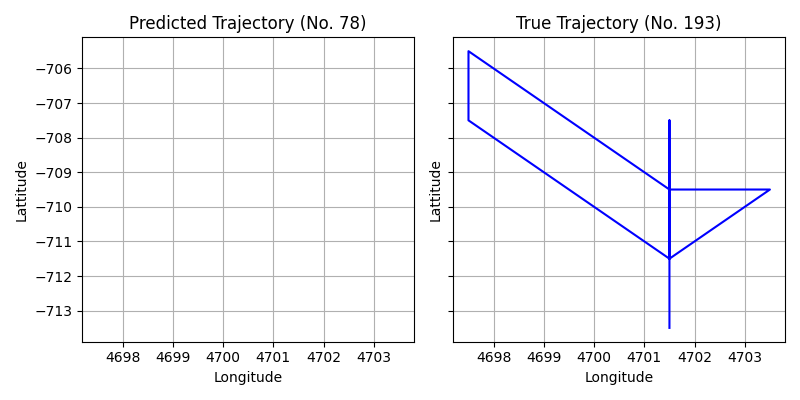 Predicted Trajectory (No. 78)
Lattitude
−706
−707
−708
−709
−710
−711
−712
−713
4698 4699 4700 4701 4702 4703
Longitude
True Trajectory (No. 193)
Lattitude
4698 4699 4700 4701 4702 4703
Longitude